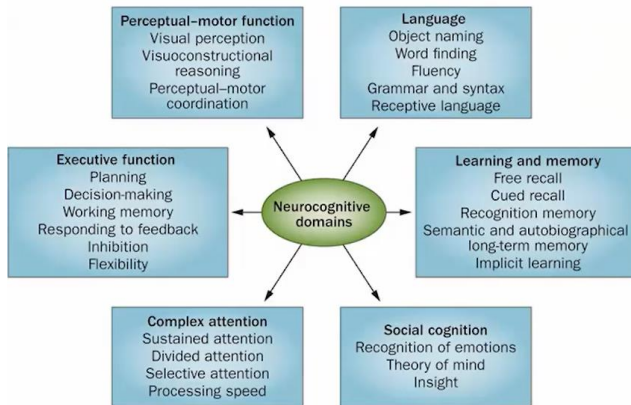 Perceptual–motor function
Visual perception
Visuoconstructional
reasoning
Perceptual–motor
coordination
Language
Object naming
Word finding
Fluency
Grammar and syntax
Receptive language
Executive function
Planning
Decision-making
Working memory
Responding to feedback
Inhibition
Flexibility
Neurocognitive
domains
Learning and memory
Free recall
Cued recall
Recognition memory
Semantic and autobiographical
long-term memory
Implicit learning
Complex attention
Sustained attention
Divided attention
Selective attention
Processing speed
Social cognition
Recognition of emotions
Theory of mind
Insight